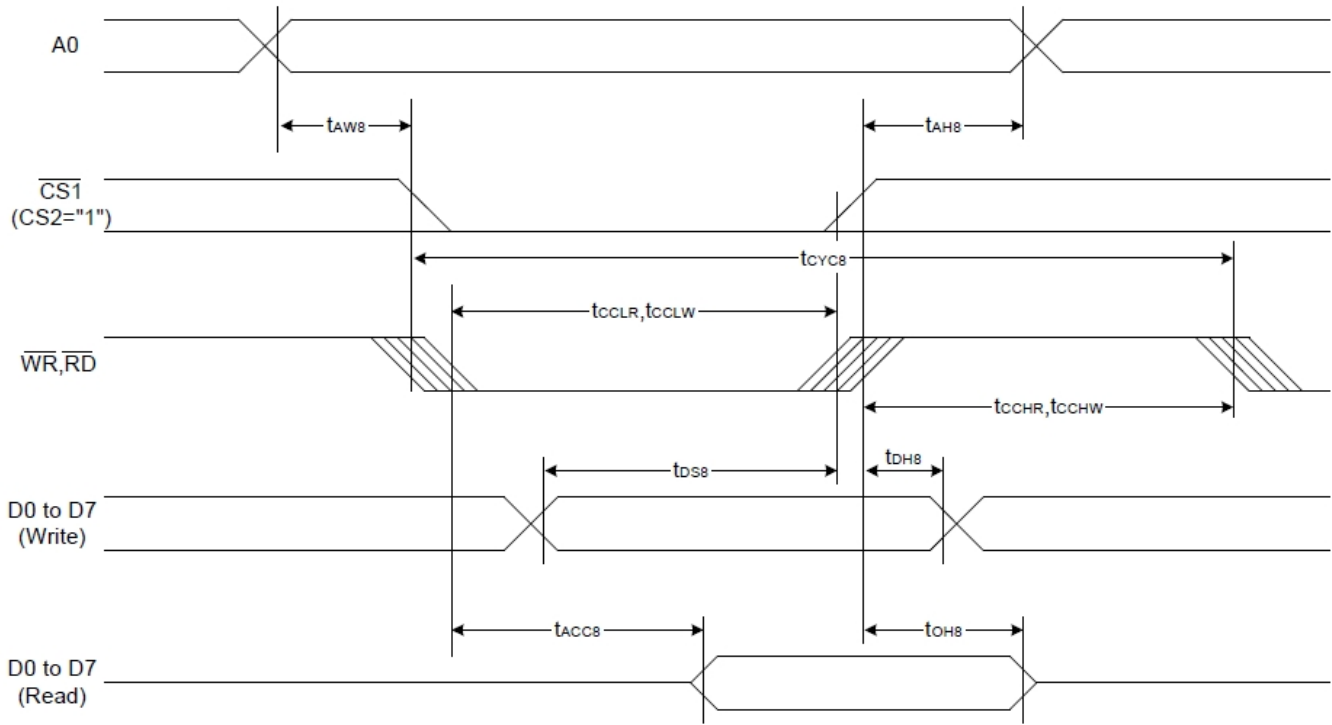 A0
tAW8
tAH8
CS1
(CS2="1")
tCYC8
tCCLR,tCCLW
WR,RD
tCCHR,tCCHW
tDS8
tDH8
D0 to D7
(Write)
tACC8
tOH8
D0 to D7
(Read)